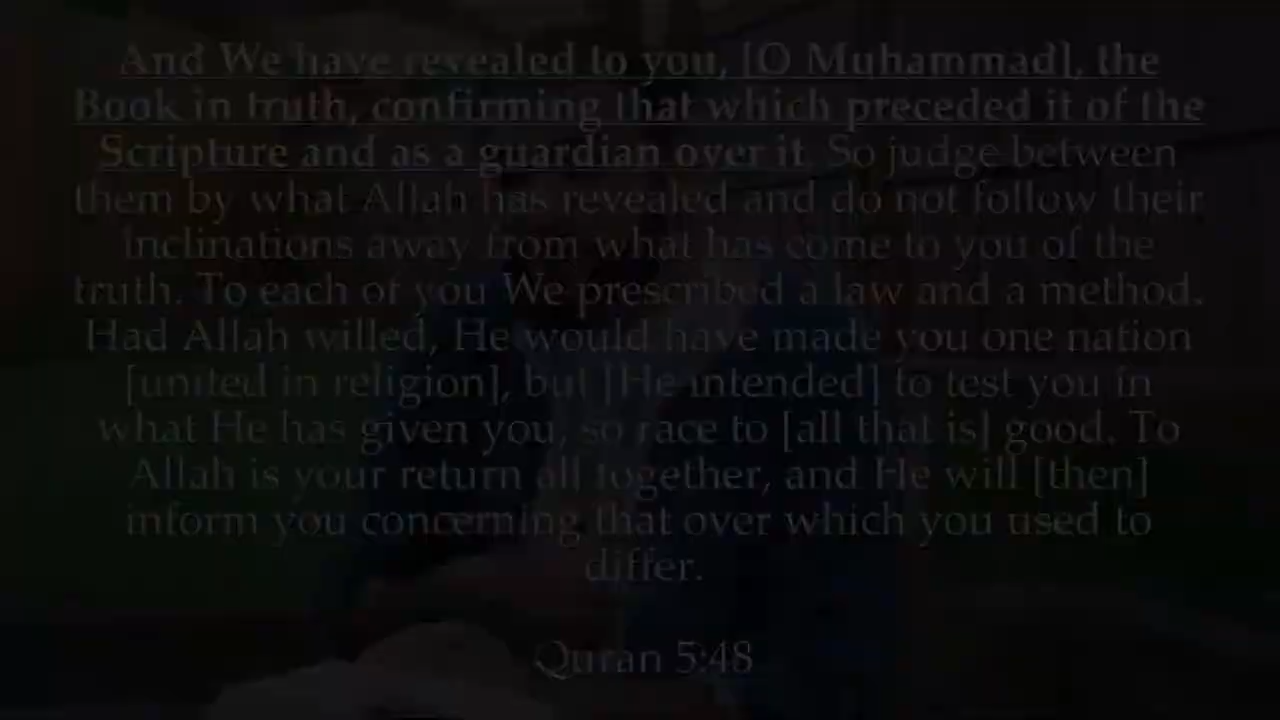 And We have revealed to you, [O Muhammad], the
Book in truth, confirming that which preceded it of the
Scripture and as a guardian over it. So judge between
them by what Allah has revealed and do not follow their
inclinations away from what has come to you of the
truth. To each of you We prescribed a law and a method.
Had Allah willed, He would have made you one nation
[united in religion], but [He intended] to test you in
what He has given you, so race to [all that is] good. To
Allah is your return all together, and He will [then]
inform you concerning that over which you used to
differ.
Quran 5:48